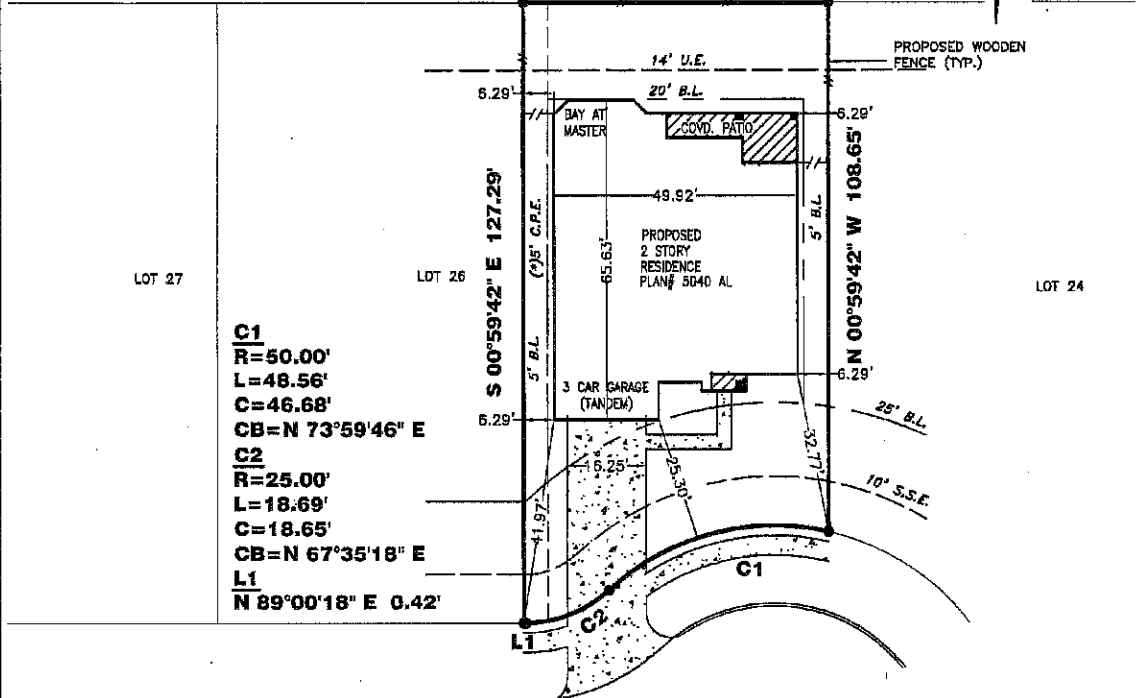 PROPOSED WOODEN
FENCE (TYP.)
14' U.E.
20' B.L.
6.29'
6.29'
BAY AT
MASTER
COVD. PATIO
S 00°59'42" E 127.29'
(*)5' C.P.E.
5' B.L.
49.92'
65.63'
PROPOSED
2 STORY
RESIDENCE
PLAN# 5040 AL
5' B.L.
N 00°59'42" W 108.65'
LOT 27
LOT 26
LOT 24
C1
R=50.00'
L=48.56'
C=46.68'
CB=N 73°59'46" E
C2
R=25.00'
L=18.69'
C=18.65'
CB=N 67°35'18" E
L1
N 89°00'18" E 0.42'
3 CAR GARAGE
(TANDEM)
6.29'
6.29'
25' B.L.
10' S.S.E.
16.25'
25.30'
32.77'
41.97'
C1
C2
L1